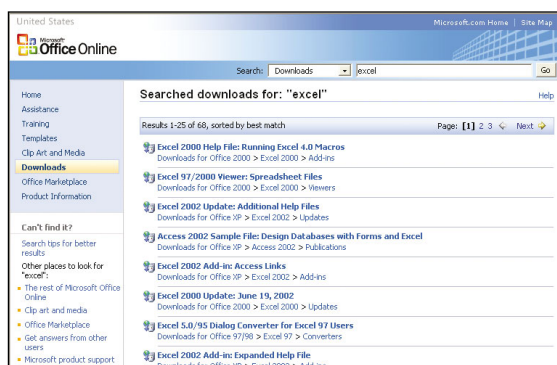 United States
Microsoft.com Home | Site Map
Microsoft
Office Online
Search: Downloads excel Go
Home
Assistance
Training
Templates
Clip Art and Media
Downloads
Office Marketplace
Product Information
Can't find it?
Search tips for better
results
Other places to look for
"excel":
The rest of Microsoft Office
Online
Clip art and media
Office Marketplace
Get answers from other
users
Microsoft product support
Searched downloads for: "excel"
Help
Results 1-25 of 68, sorted by best match
Page: [1] 2 3 Next
Excel 2000 Help File: Running Excel 4.0 Macros
Downloads for Office 2000 > Excel 2000 > Add-ins
Excel 97/2000 Viewer: Spreadsheet Files
Downloads for Office 2000 > Excel 2000 > Viewers
Excel 2002 Update: Additional Help Files
Downloads for Office XP > Excel 2002 > Updates
Access 2002 Sample File: Design Databases with Forms and Excel
Downloads for Office XP > Access 2002 > Publications
Excel 2002 Add-in: Access Links
Downloads for Office XP > Excel 2002 > Add-ins
Excel 2000 Update: June 19, 2002
Downloads for Office 2000 > Excel 2000 > Updates
Excel 5.0/95 Dialog Converter for Excel 97 Users
Downloads for Office 97/98 > Excel 97 > Converters
Excel 2002 Add-in: Expanded Help File
Downloads for Office XP > Excel 2002 > Add-ins